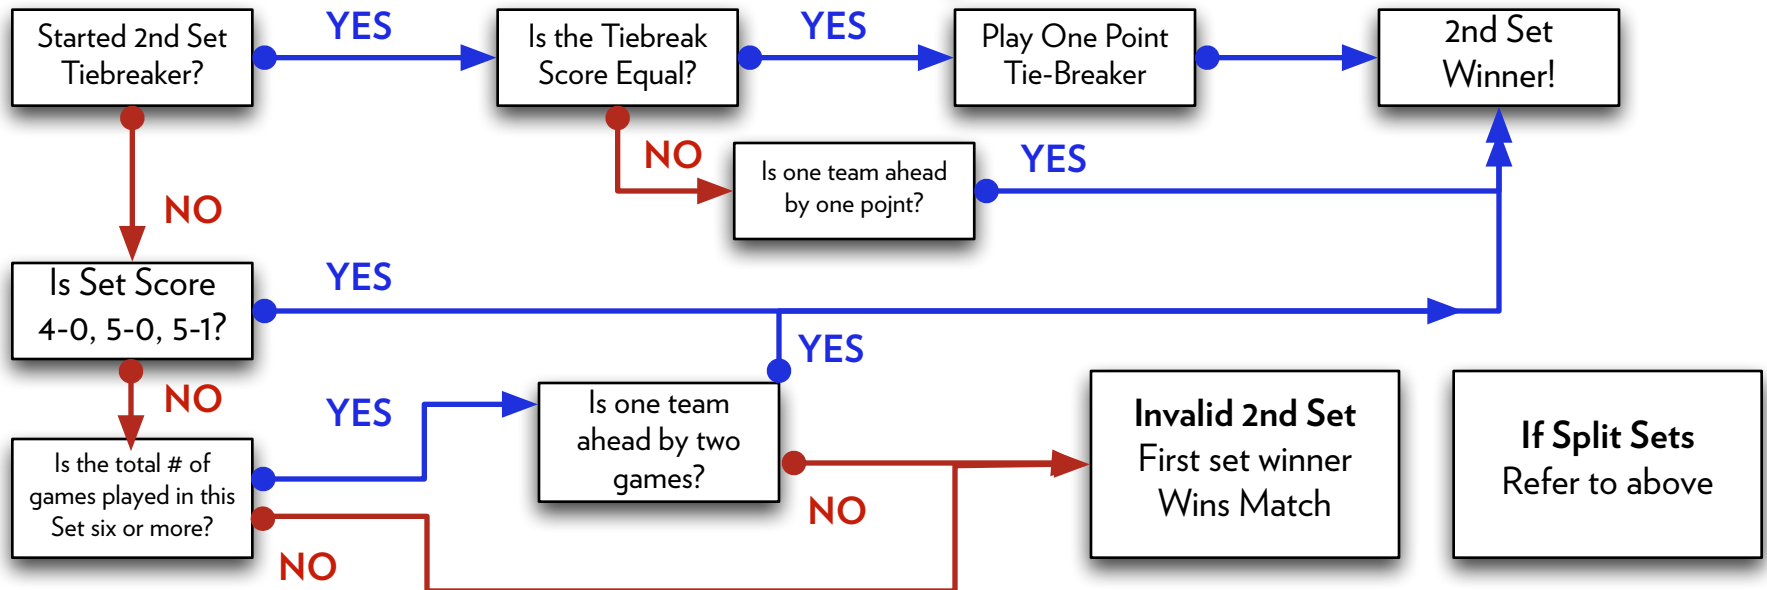 Started 2nd Set
Tiebreaker?
YES
Is the Tiebreak
Score Equal?
YES
Play One Point
Tie-Breaker
2nd Set
Winner!
NO
Is one team ahead
by one pojnt?
YES
NO
Is Set Score
4-0, 5-0, 5-1?
YES
YES
NO
Is the total # of
games played in this
Set six or more?
YES
Is one team
ahead by two
games?
NO
NO
Invalid 2nd Set
First set winner
Wins Match
If Split Sets
Refer to above